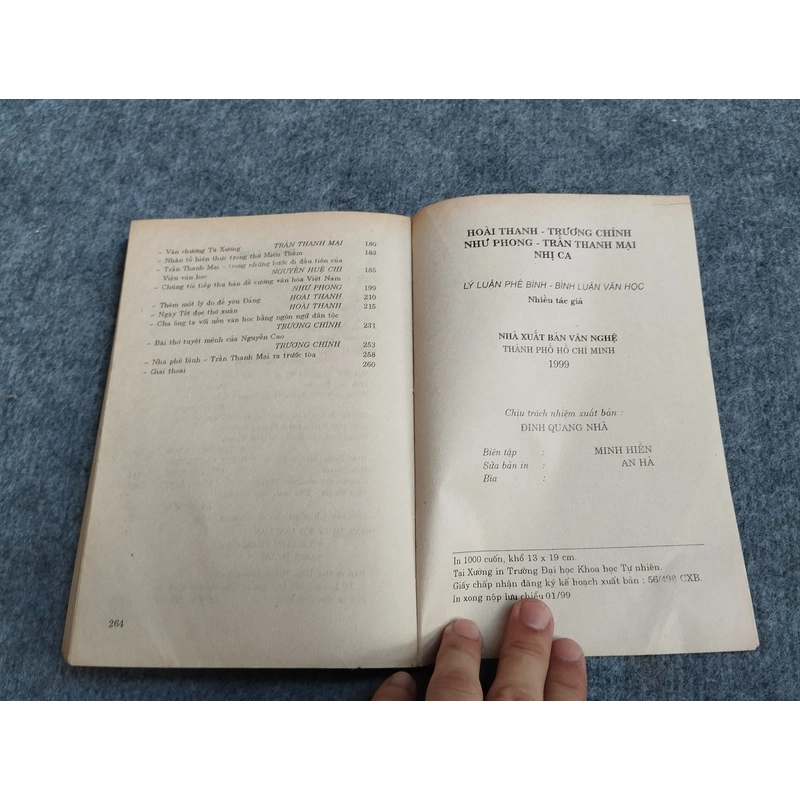 – Văn chương Tú Xương TRẦN THANH MẠI 180
– Nhân tố hiện thực trong thơ Mãn Thẩm 183
– Trần Thanh Mại – trong những bước đi đầu tiên của
Viện văn học NGUYỄN HUỆ CHI 185
– Chúng tôi tiếp thu bản đề cương văn hóa Việt Nam
NHƯ PHONG 199
– Thêm một lý do để yêu Đảng HOÀI THANH 210
– Ngày Tết đọc thơ xuân HOÀI THANH 215
– Cha ông ta với nền văn học bằng ngôn ngữ dân tộc
TRƯƠNG CHÍNH 231
– Bài thơ tuyệt mệnh của Nguyễn Cao
TRƯƠNG CHÍNH 253
– Nhà phê bình – Trần Thanh Mại ra trước tòa 258
– Giai thoại 260
264
HOÀI THANH - TRƯƠNG CHÍNH
NHƯ PHONG - TRẦN THANH MẠI
NHỊ CA
LÝ LUẬN PHÊ BÌNH - BÌNH LUẬN VĂN HỌC
Nhiều tác giả
NHÀ XUẤT BẢN VĂN NGHỆ
THÀNH PHỐ HỒ CHÍ MINH
1999
Chịu trách nhiệm xuất bản :
ĐINH QUANG NHÃ
Biên tập : MINH HIỀN
Sửa bản in : AN HÀ
Bìa :
In 1000 cuốn, khổ 13 x 19 cm.
Tại Xưởng in Trường Đại học Khoa học Tự nhiên.
Giấy chấp nhận đăng ký kế hoạch xuất bản : 56/498 CXB.
In xong nộp lưu chiểu 01/99